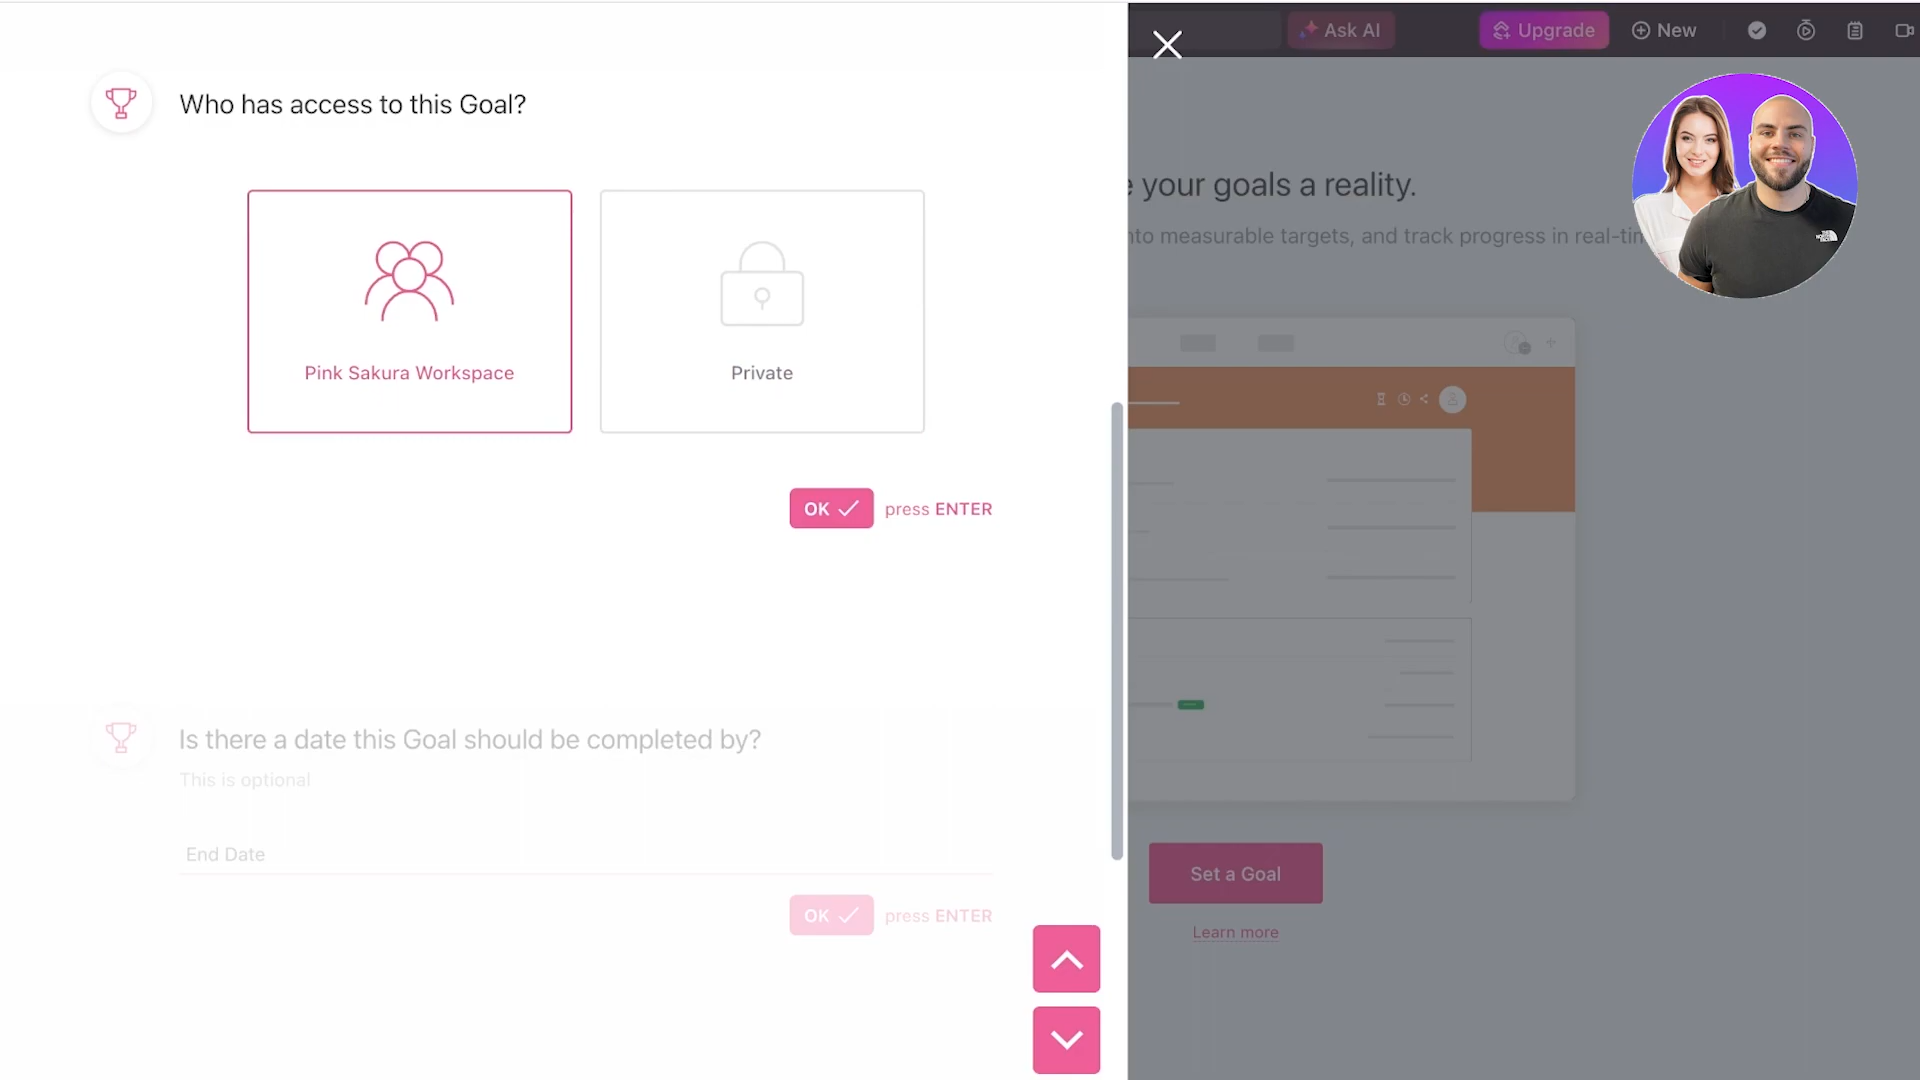 Ask AI
Upgrade
New
Who has access to this Goal?
your goals a reality.
into measurable targets, and track progress in real-tim
Pink Sakura Workspace
Private
OK press ENTER
Is there a date this Goal should be completed by?
This is optional
End Date
OK press ENTER
Set a Goal
Learn more